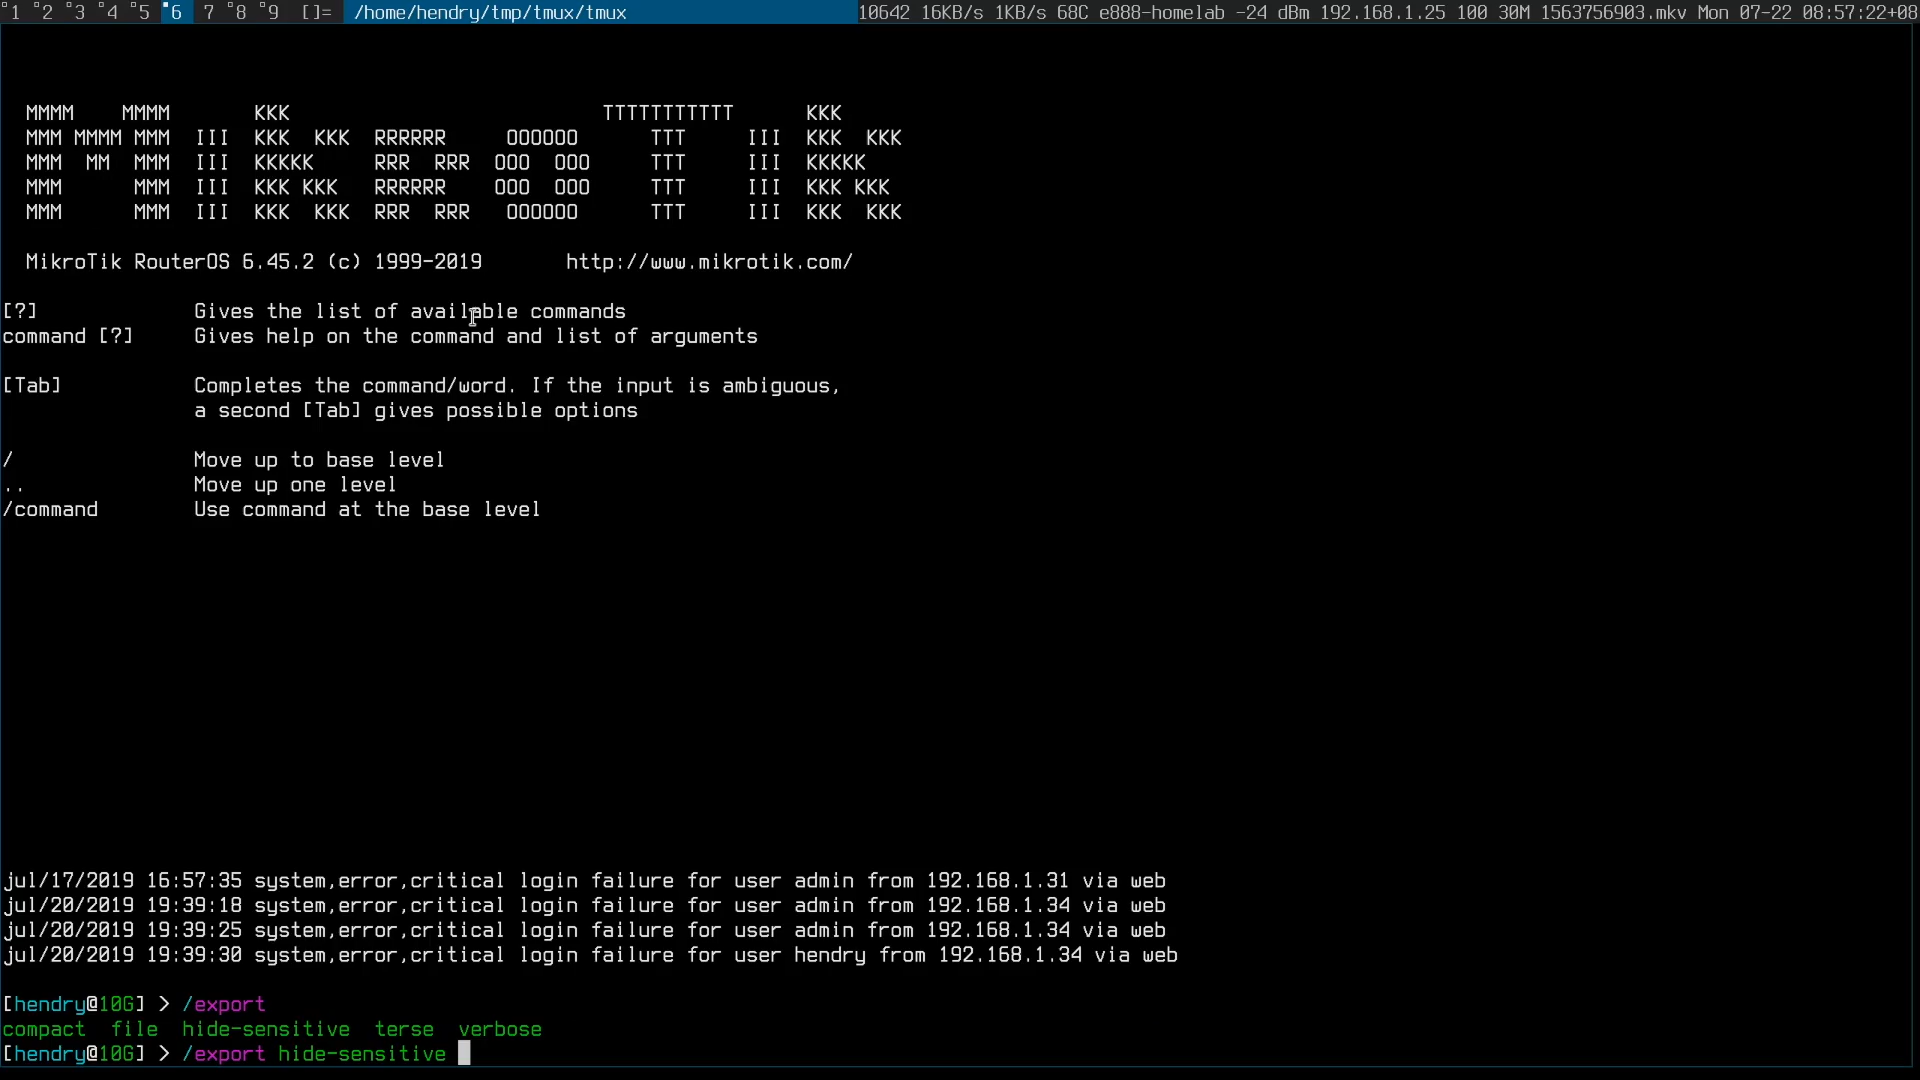 1 2 3 4 5 6 7 8 9 []= /home/hendry/tmp/tmux/tmux 10642 16KB/s 1KB/s 68C e888-homelab -24 dBm 192.168.1.25 100 30M 1563756903.mkv Mon 07-22 08:57:22+08
MMMM    MMMM       KKK                          TTTTTTTTTTT      KKK
MMM MMMM MMM  III  KKK  KKK  RRRRRR     OOOOOO      TTT     III  KKK  KKK
MMM  MM  MMM  III  KKKKK     RRR  RRR  OOO  OOO     TTT     III  KKKKK
MMM      MMM  III  KKK KKK   RRRRRR    OOO  OOO     TTT     III  KKK KKK
MMM      MMM  III  KKK  KKK  RRR  RRR   OOOOOO      TTT     III  KKK  KKK
MikroTik RouterOS 6.45.2 (c) 1999-2019       http://www.mikrotik.com/
[?]             Gives the list of available commands
command [?]     Gives help on the command and list of arguments
[Tab]           Completes the command/word. If the input is ambiguous,
a second [Tab] gives possible options
/               Move up to base level
..              Move up one level
/command        Use command at the base level
jul/17/2019 16:57:35 system,error,critical login failure for user admin from 192.168.1.31 via web
jul/20/2019 19:39:18 system,error,critical login failure for user admin from 192.168.1.34 via web
jul/20/2019 19:39:25 system,error,critical login failure for user admin from 192.168.1.34 via web
jul/20/2019 19:39:30 system,error,critical login failure for user hendry from 192.168.1.34 via web
[hendry@10G] > /export
compact  file  hide-sensitive  terse  verbose
[hendry@10G] > /export hide-sensitive